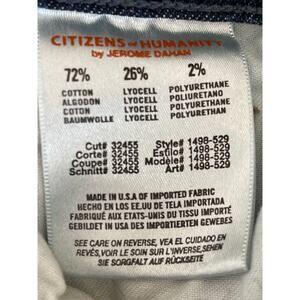 CITIZENS of HUMANITY
by JEROME DAHAN
72% 26% 2%
COTTON LYOCELL POLYURETHANE
ALGODON LYOCELL POLIURETANO
COTON LYOCELL POLYURETHANE
BAUMWOLLE LYOCELL POLYURETHAN
Cut# 32455 Style# 1498-529
Corte# 32455 Estilo# 1498-529
Coupe# 32455 Modèle# 1498-529
Schnitt# 32455 Art# 1498-529
MADE IN U.S.A OF IMPORTED FABRIC
HECHO EN LOS EE.UU DE TELA IMPORTADA
FABRIQUÉ AUX ETATS-UNIS DU TISSU IMPORTÉ
GEBILDET IN USA DES IMPORTIERTEN GEWEBES
SEE CARE ON REVERSE, VEA EL CUIDADO EN
REVÉS, VOIR LE SOIN SUR L'INVERSE, SEHEN
SIE SORGFALT AUF RÜCKSEITE